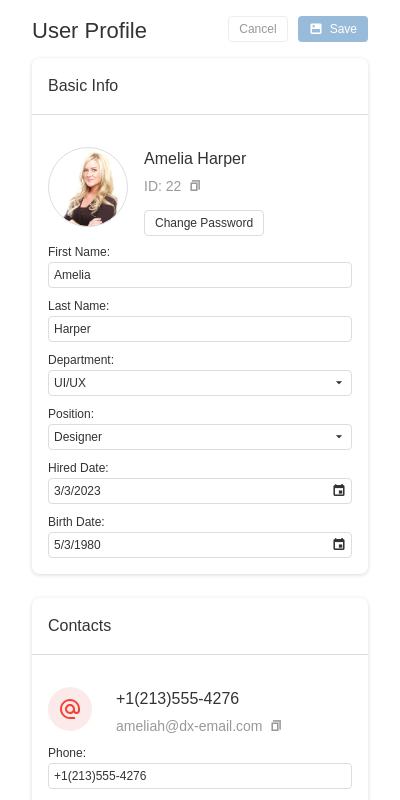 User Profile
Cancel
Save
Basic Info
Amelia Harper
ID: 22
Change Password
First Name:
Amelia
Last Name:
Harper
Department:
UI/UX
Position:
Designer
Hired Date:
3/3/2023
Birth Date:
5/3/1980
Contacts
+1(213)555-4276
ameliah@dx-email.com
Phone:
+1(213)555-4276